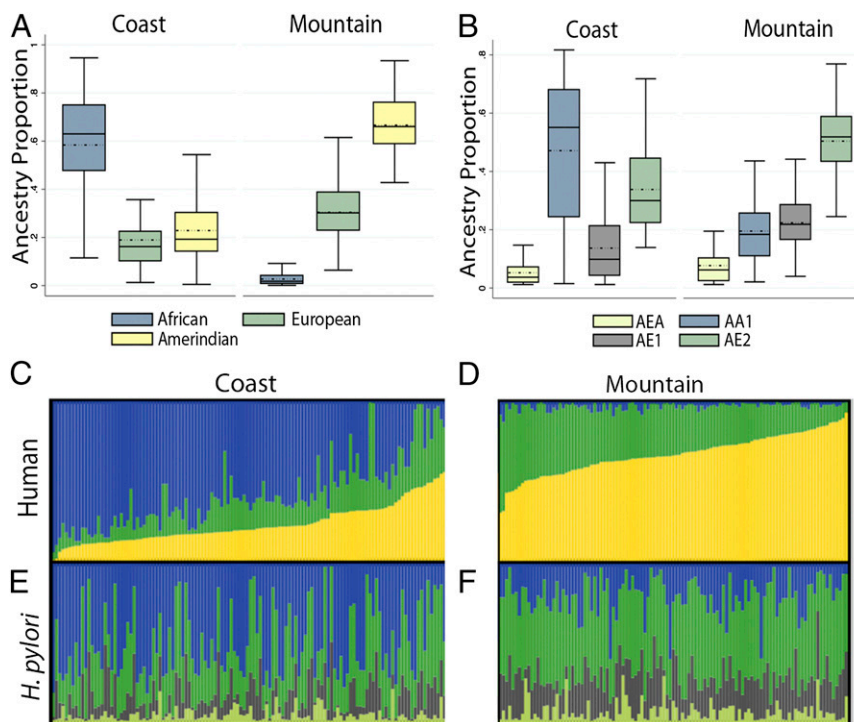 A
Coast
Mountain
Ancestry Proportion
1
.8
.6
.4
.2
0
African
European
Amerindian
B
Coast
Mountain
Ancestry Proportion
.8
.6
.4
.2
0
AEA
AA1
AE1
AE2
C
Coast
D
Mountain
Human
E
F
H. pylori